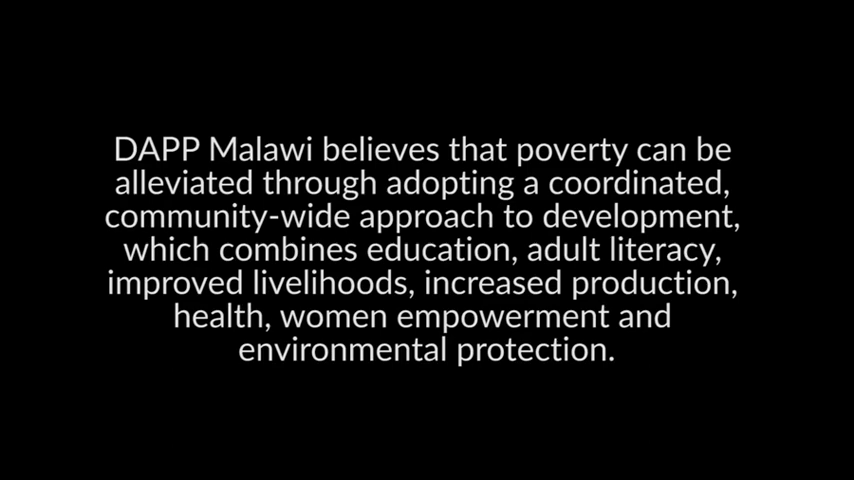 DAPP Malawi believes that poverty can be
alleviated through adopting a coordinated,
community-wide approach to development,
which combines education, adult literacy,
improved livelihoods, increased production,
health, women empowerment and
environmental protection.